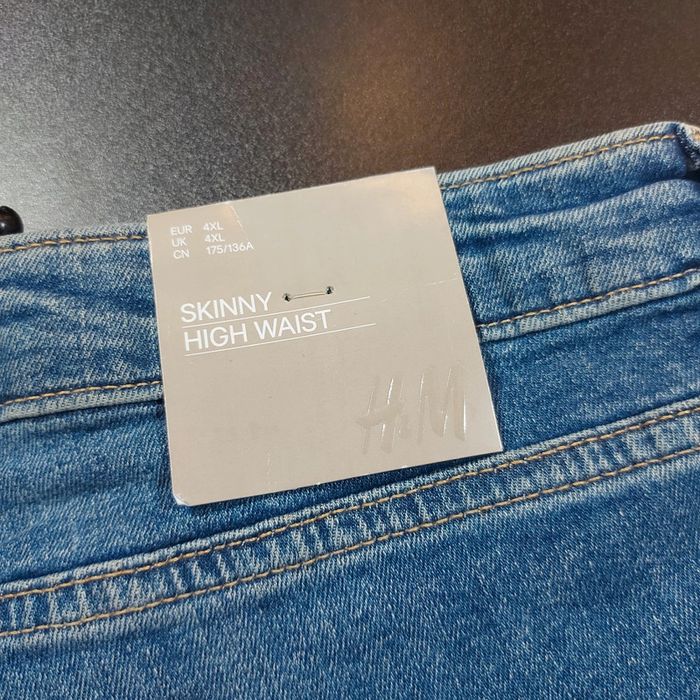 EUR 4XL
UK 4XL
CN 175/136A
SKINNY
HIGH WAIST
H&M